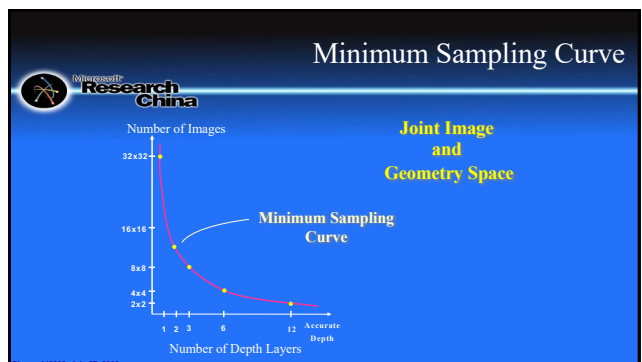 Minimum Sampling Curve
Microsoft
Research
China
Number of Images
Joint Image
and
Geometry Space
32x32
16x16
Minimum Sampling
Curve
8x8
4x4
2x2
1 2 3 6 12 Accurate
Depth
Number of Depth Layers